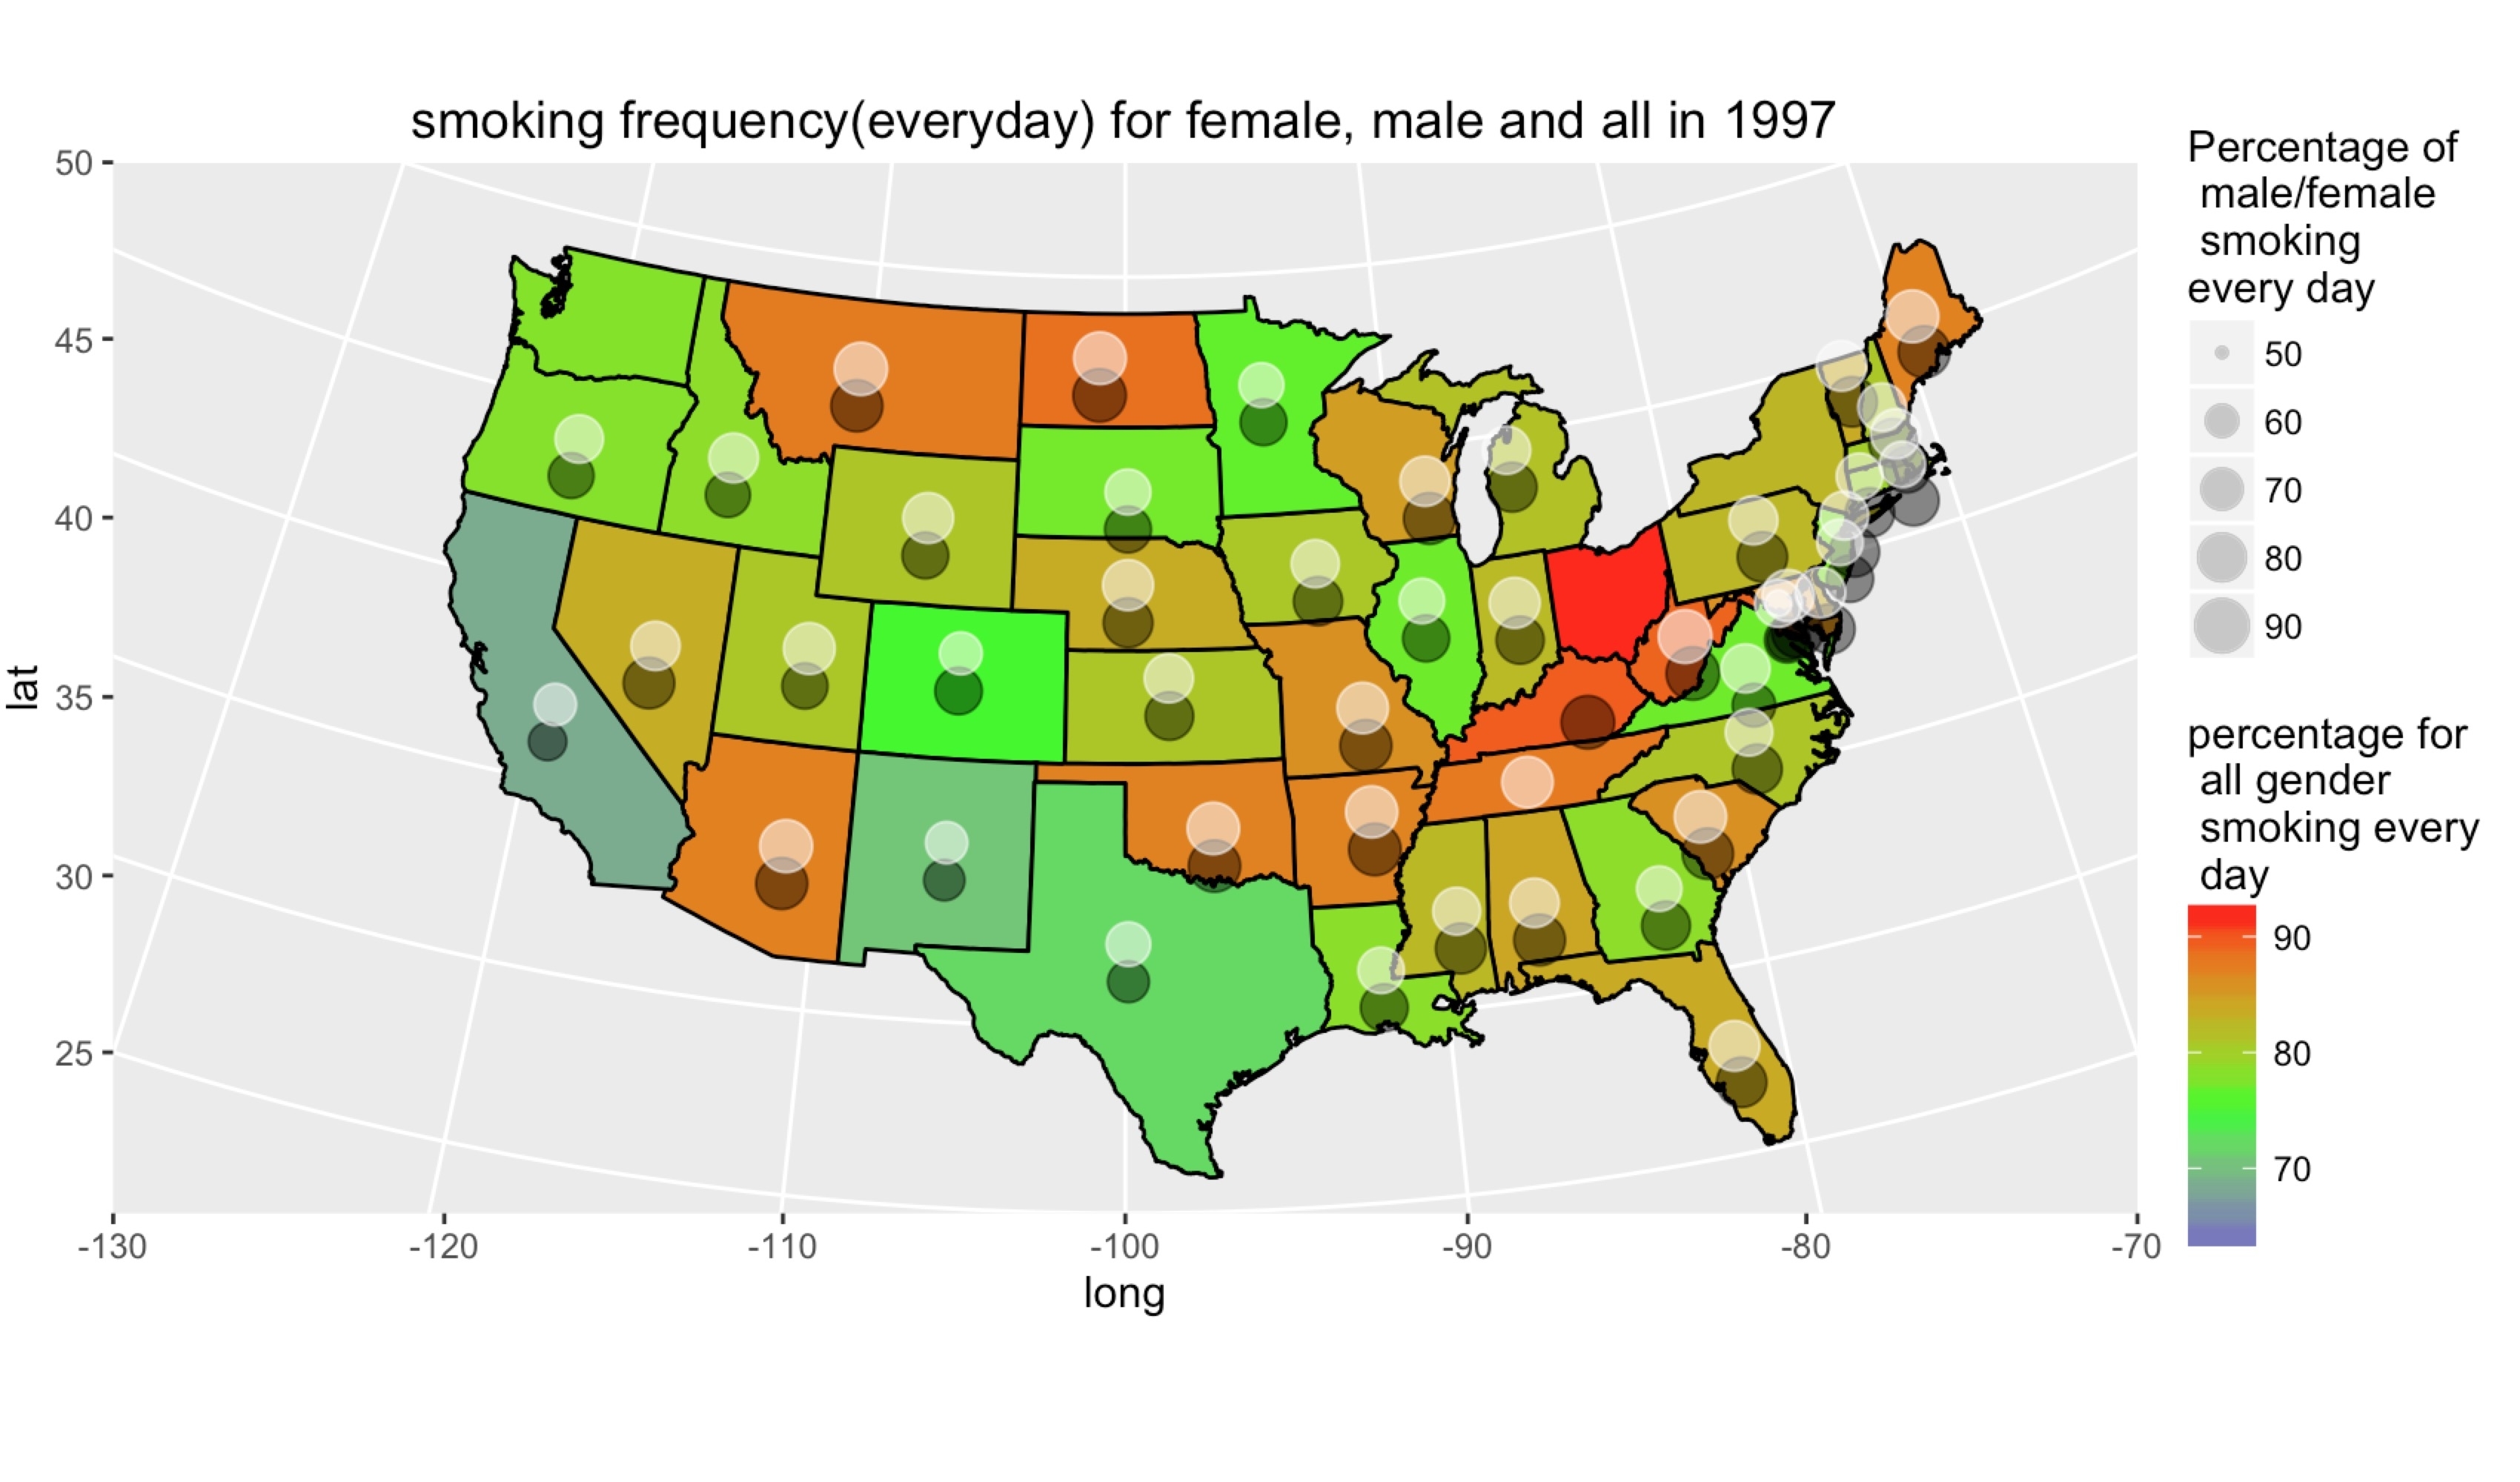 smoking frequency(everyday) for female, male and all in 1997
50
45
40
35
30
25
lat
-130
-120
-110
-100
-90
-80
-70
long
Percentage of
male/female
smoking
every day
50
60
70
80
90
percentage for
all gender
smoking every
day
90
80
70